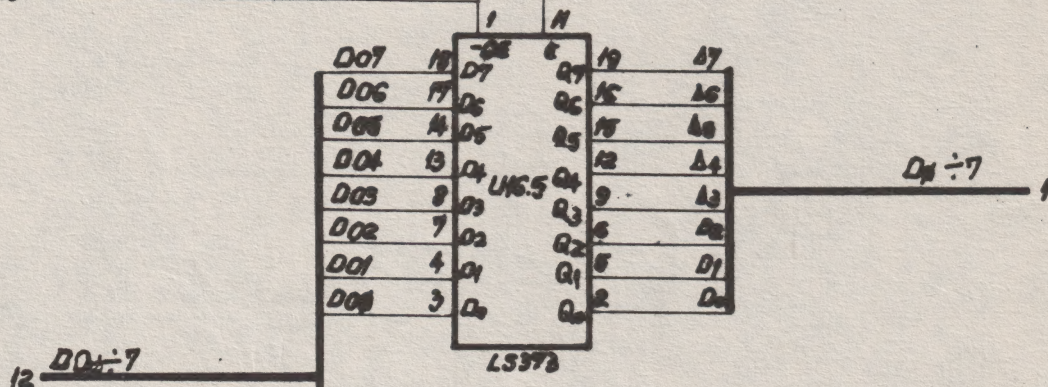 1 11
-OE E
DO7 18 D7 Q7 19 D7
DO6 17 D6 Q6 16 D6
DO5 14 D5 Q5 15 D5
DO4 13 D4 Q4 12 D4
UH6.5
DO3 8 D3 Q3 9 D3
DO2 7 D2 Q2 6 D2
DO1 4 D1 Q1 5 D1
DO0 3 D0 Q0 2 D0
LS373
D0÷7
12 DO0÷7